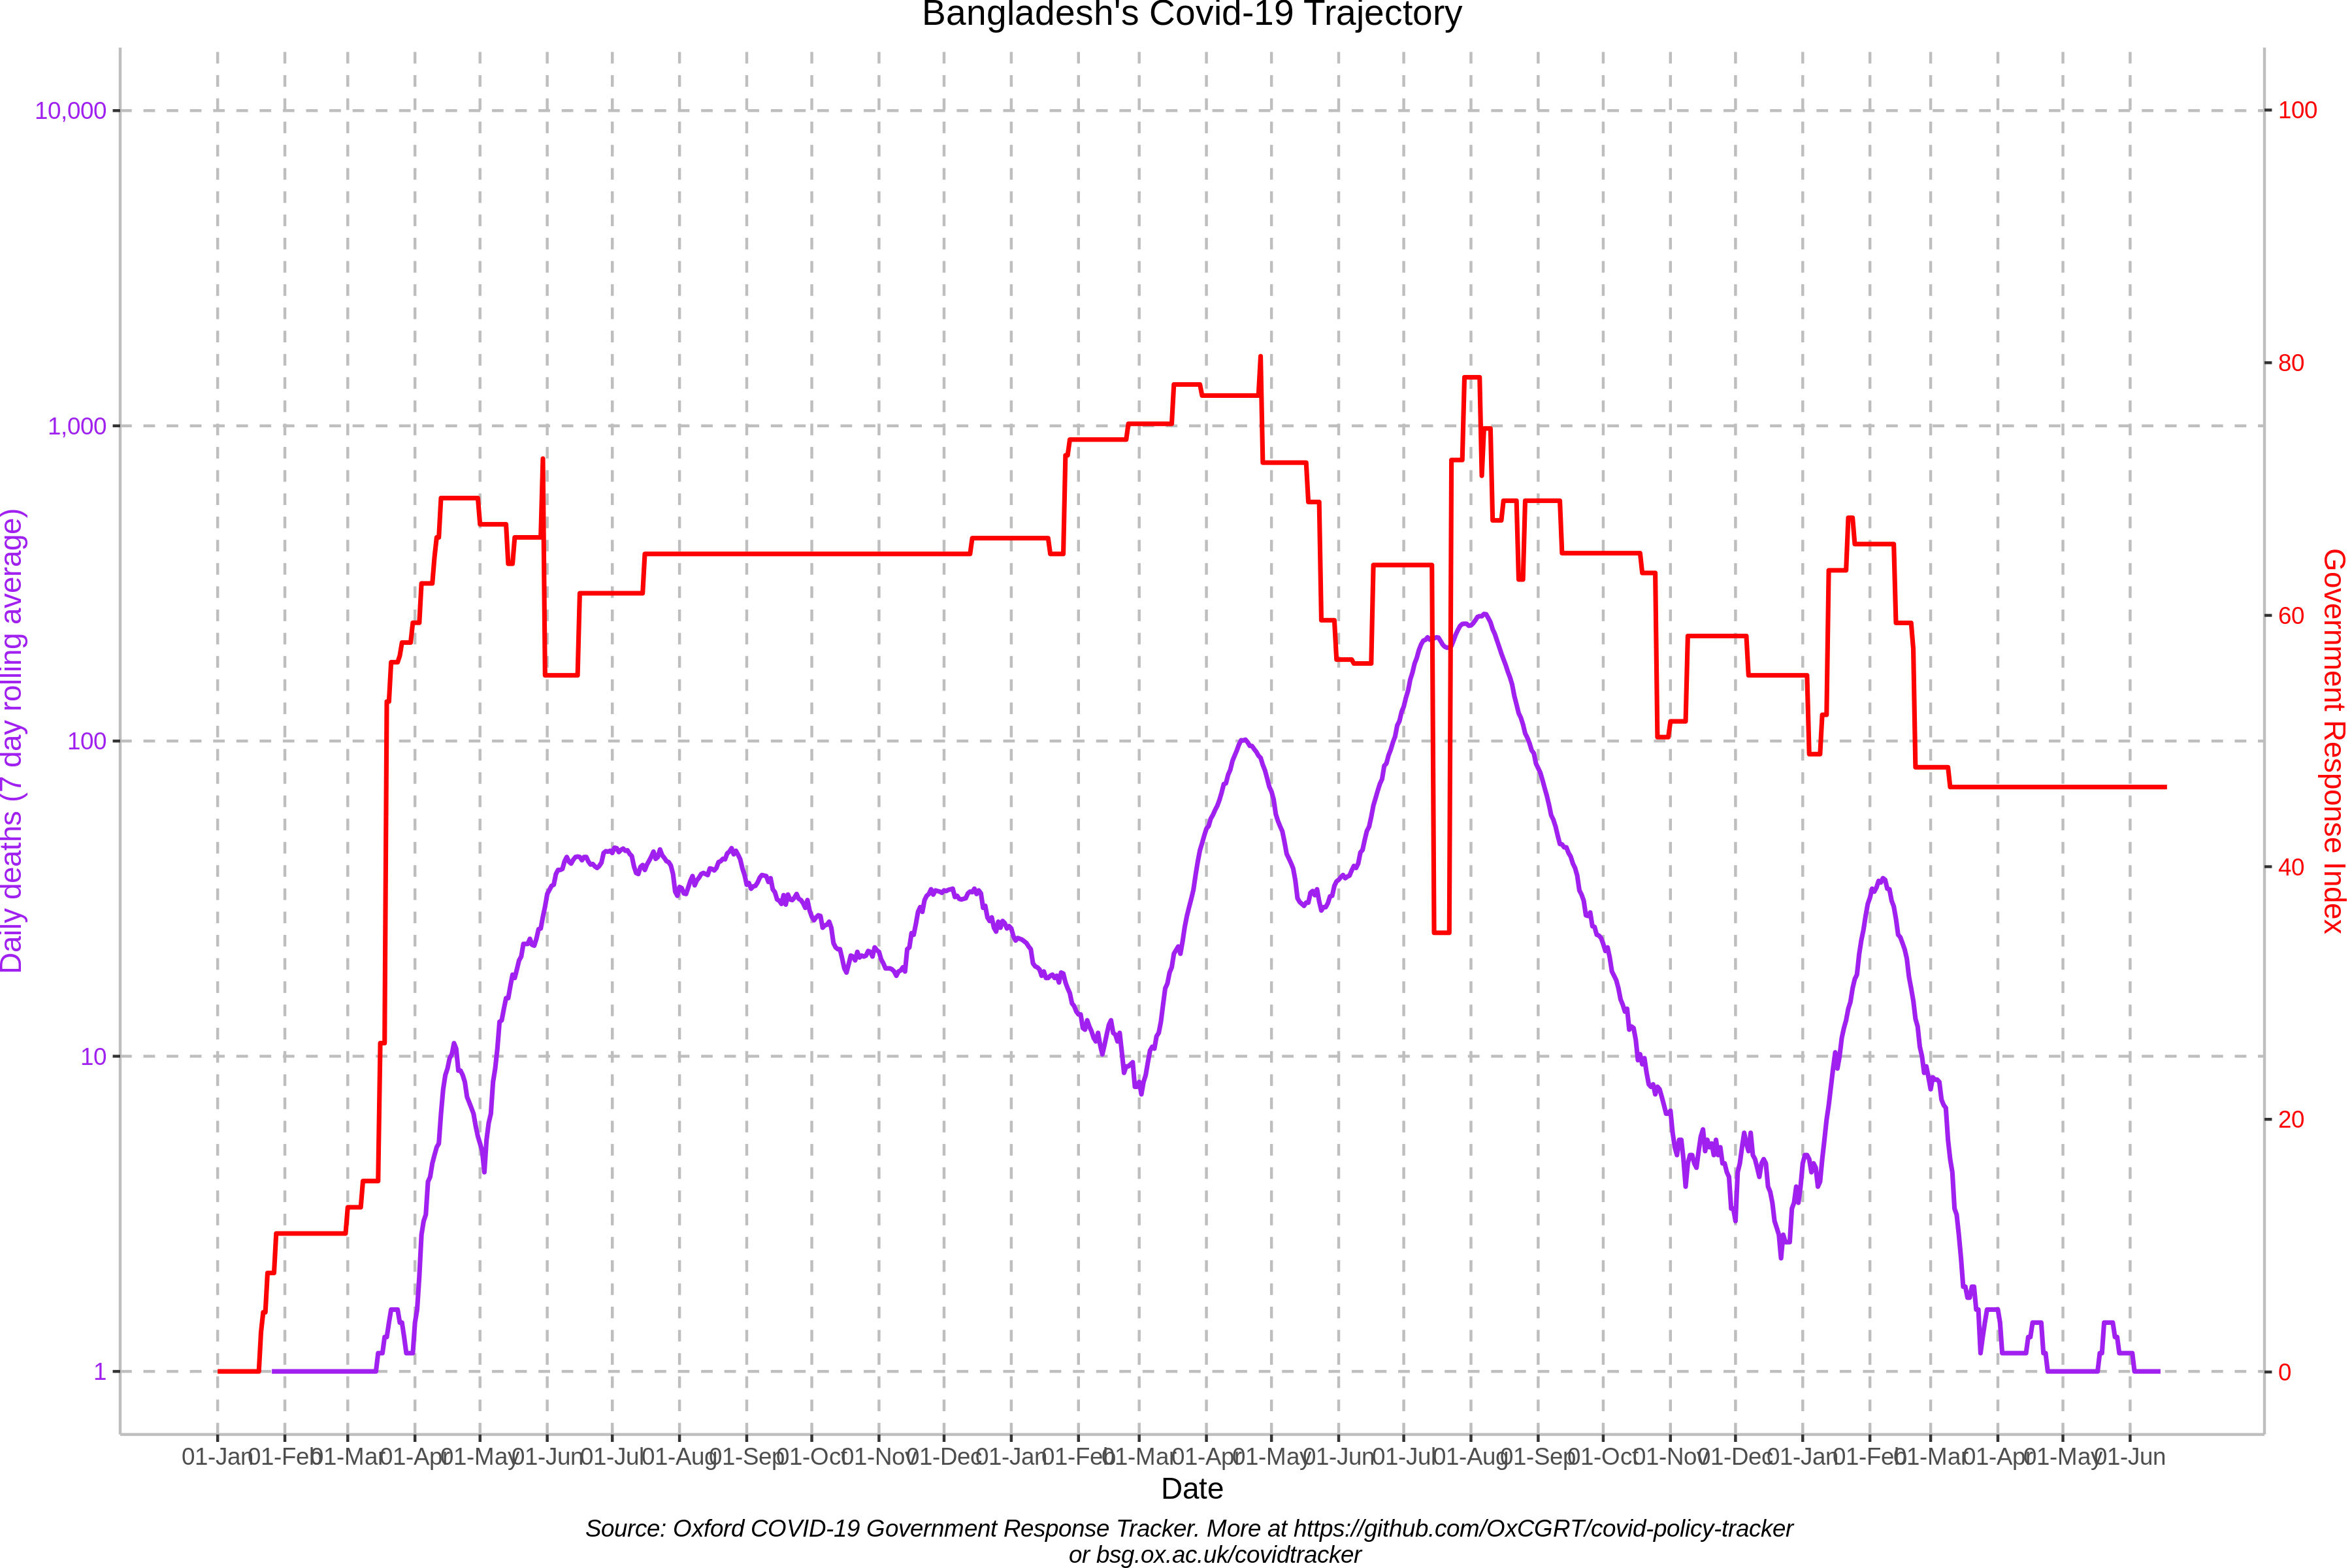 Bangladesh's Covid-19 Trajectory
10,000
1,000
100
10
1
Daily deaths (7 day rolling average)
100
80
60
40
20
0
Government Response Index
01-Jan 01-Feb 01-Mar 01-Apr 01-May 01-Jun 01-Jul 01-Aug 01-Sep 01-Oct 01-Nov 01-Dec 01-Jan 01-Feb 01-Mar 01-Apr 01-May 01-Jun 01-Jul 01-Aug 01-Sep 01-Oct 01-Nov 01-Dec 01-Jan 01-Feb 01-Mar 01-Apr 01-May 01-Jun
Date
Source: Oxford COVID-19 Government Response Tracker. More at https://github.com/OxCGRT/covid-policy-tracker
or bsg.ox.ac.uk/covidtracker